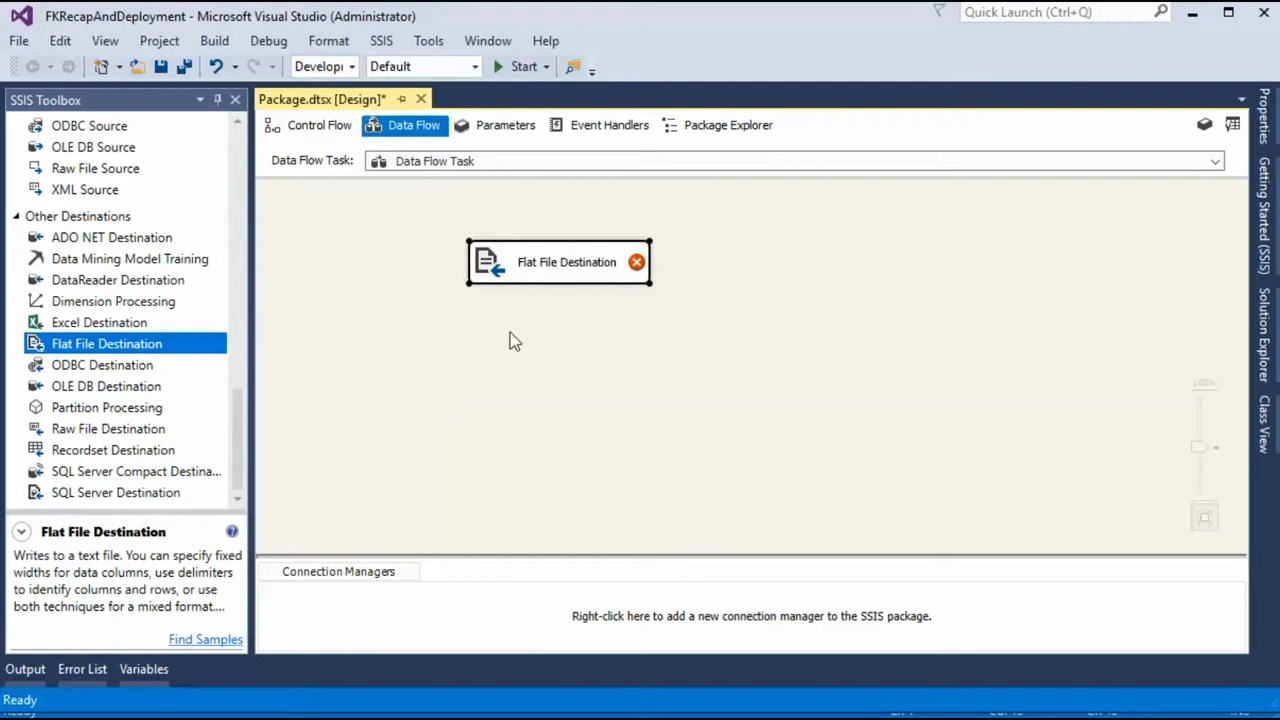 FKRecapAndDeployment - Microsoft Visual Studio (Administrator)
Quick Launch (Ctrl+Q)
File Edit View Project Build Debug Format SSIS Tools Window Help
Develop Default Start
SSIS Toolbox
Package.dtsx [Design]*
ODBC Source
OLE DB Source
Raw File Source
XML Source
Other Destinations
ADO NET Destination
Data Mining Model Training
DataReader Destination
Dimension Processing
Excel Destination
Flat File Destination
ODBC Destination
OLE DB Destination
Partition Processing
Raw File Destination
Recordset Destination
SQL Server Compact Destina...
SQL Server Destination
Flat File Destination
Writes to a text file. You can specify fixed
widths for data columns, use delimiters
to identify columns and rows, or use
both techniques for a mixed format....
Find Samples
Control Flow Data Flow Parameters Event Handlers Package Explorer
Data Flow Task: Data Flow Task
Flat File Destination
102%
Connection Managers
Right-click here to add a new connection manager to the SSIS package.
Properties
Getting Started (SSIS)
Solution Explorer
Class View
Output Error List Variables
Ready